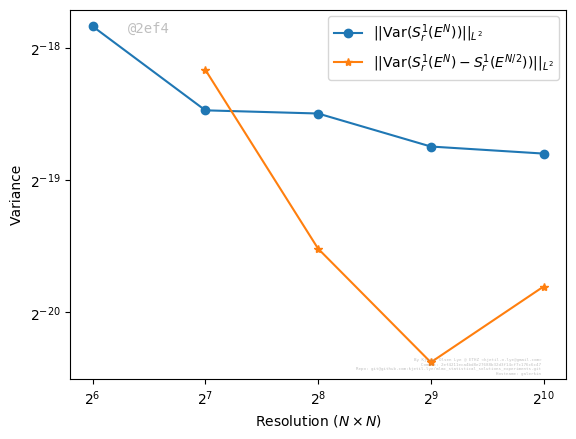 @2ef4
||Var(S_r^1(E^N))||_{L^2}
||Var(S_r^1(E^N) − S_r^1(E^{N/2}))||_{L^2}
2^{-18}
2^{-19}
2^{-20}
Variance
2^6 2^7 2^8 2^9 2^{10}
Resolution (N × N)